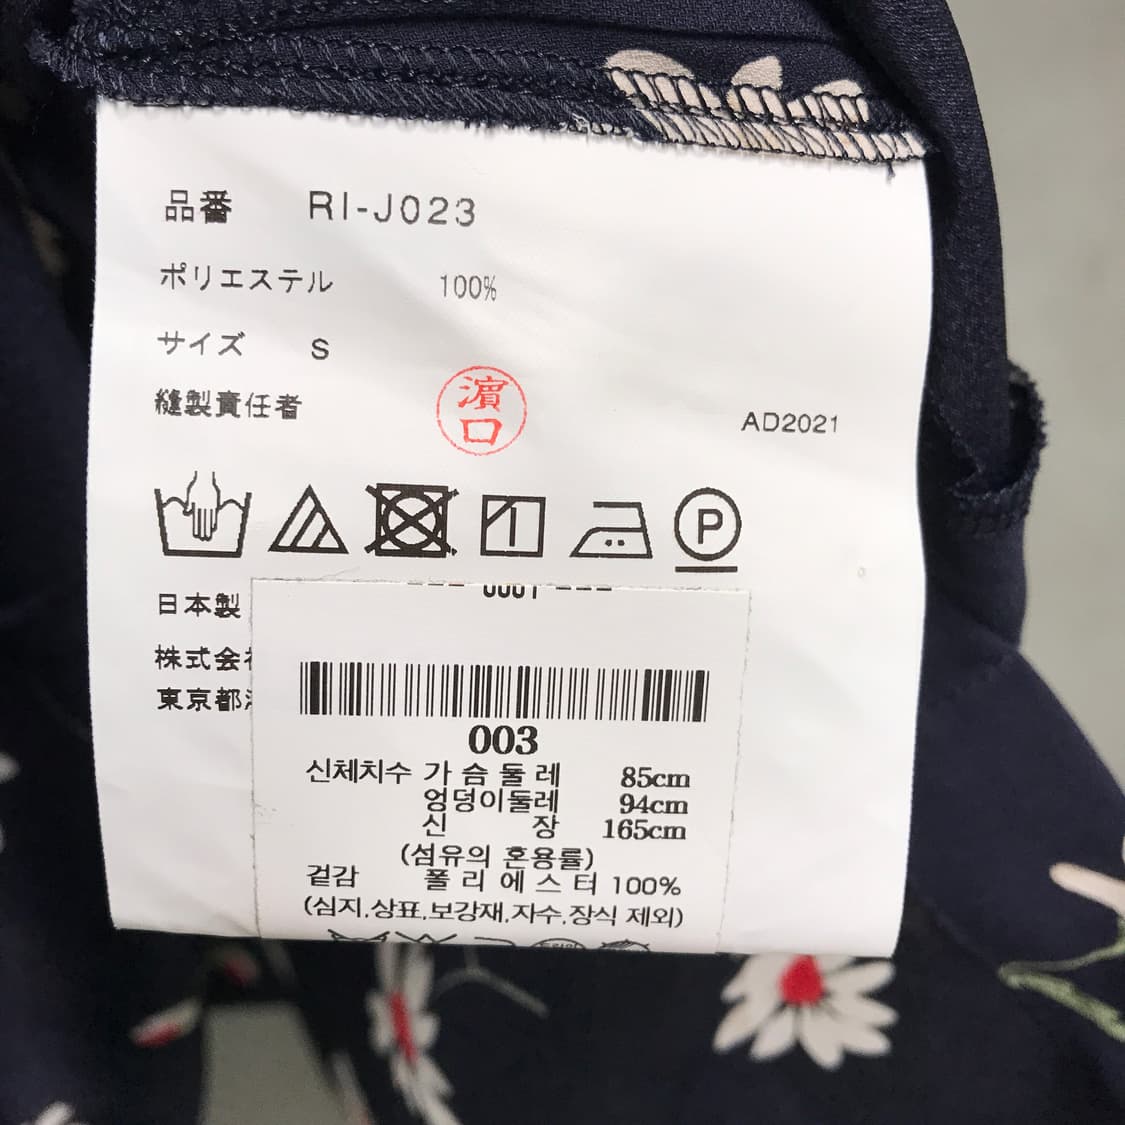 品番 RI-J023
ポリエステル 100%
サイズ S
縫製責任者 濵口 AD2021
P
日本製
株式会
東京都
003
신체치수 가슴둘레 85cm
엉덩이둘레 94cm
신 장 165cm
(섬유의 혼용률)
겉감 폴리에스터 100%
(심지,상표,보강재,자수,장식 제외)